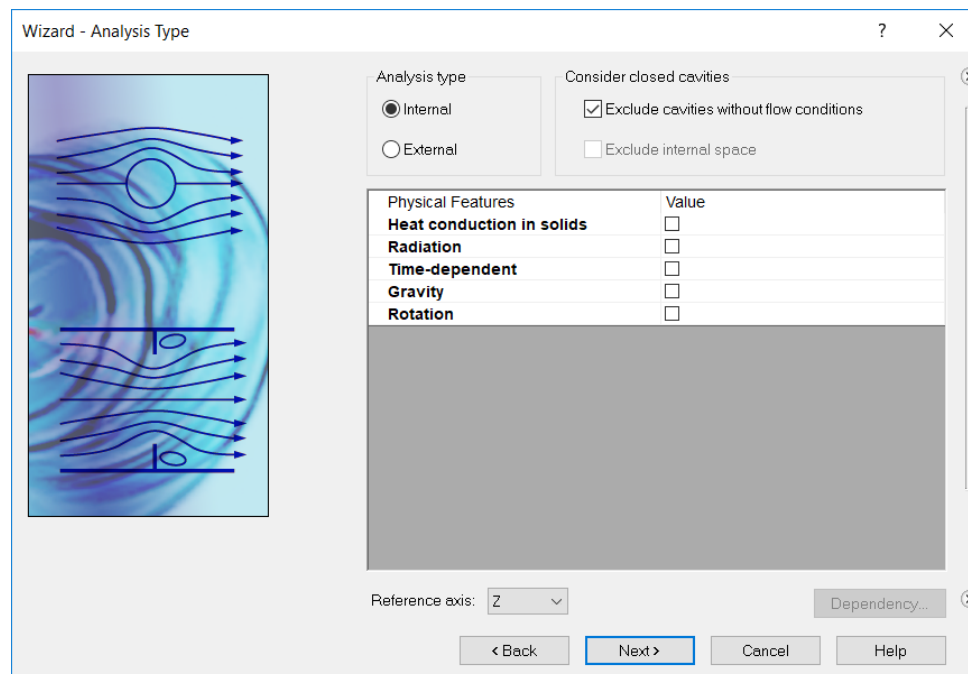 Wizard - Analysis Type
?
Analysis type
Consider closed cavities
Internal
Exclude cavities without flow conditions
External
Exclude internal space
Physical Features Value
Heat conduction in solids
Radiation
Time-dependent
Gravity
Rotation
Reference axis: Z
Dependency...
< Back Next > Cancel Help